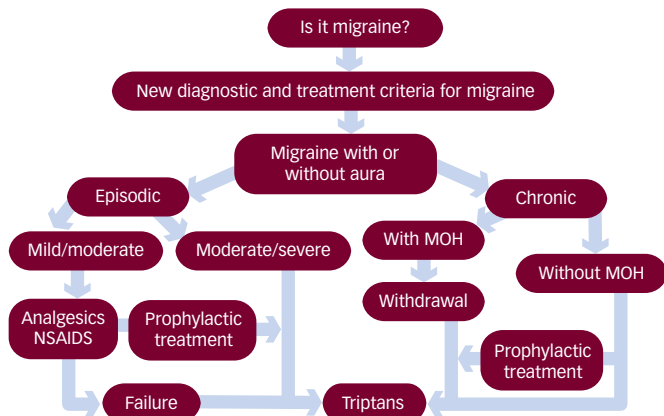 Is it migraine?
New diagnostic and treatment criteria for migraine
Migraine with or
without aura
Episodic
Chronic
Mild/moderate
Moderate/severe
With MOH
Without MOH
Analgesics
NSAIDS
Prophylactic
treatment
Withdrawal
Prophylactic
treatment
Failure
Triptans